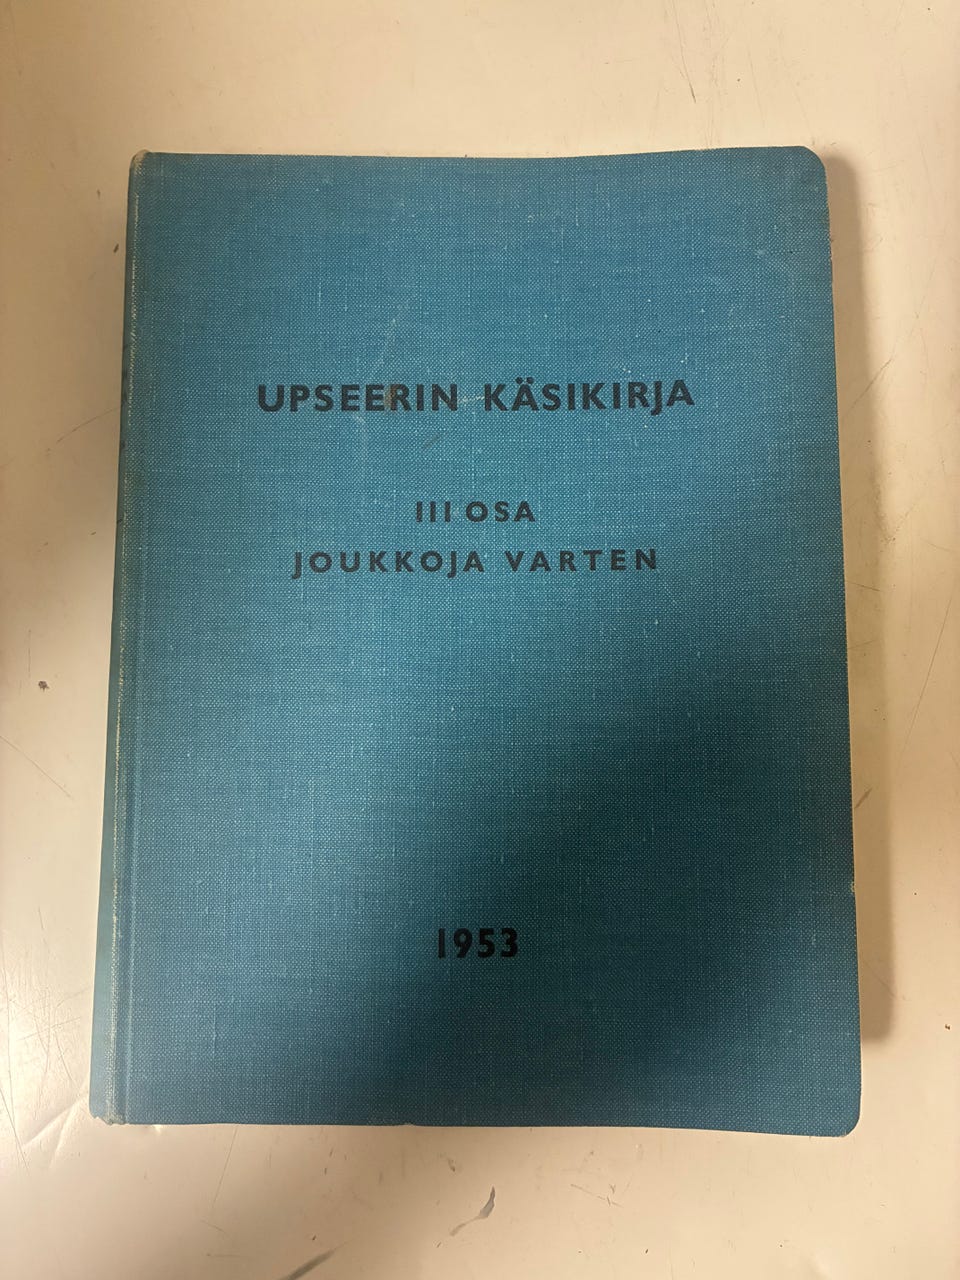 UPSEERIN KÄSIKIRJA
III OSA
JOUKKOJA VARTEN
1953